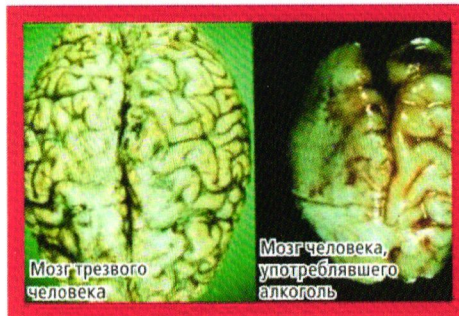 Мозг трезвого
человека
Мозг человека,
употреблявшего
алкоголь